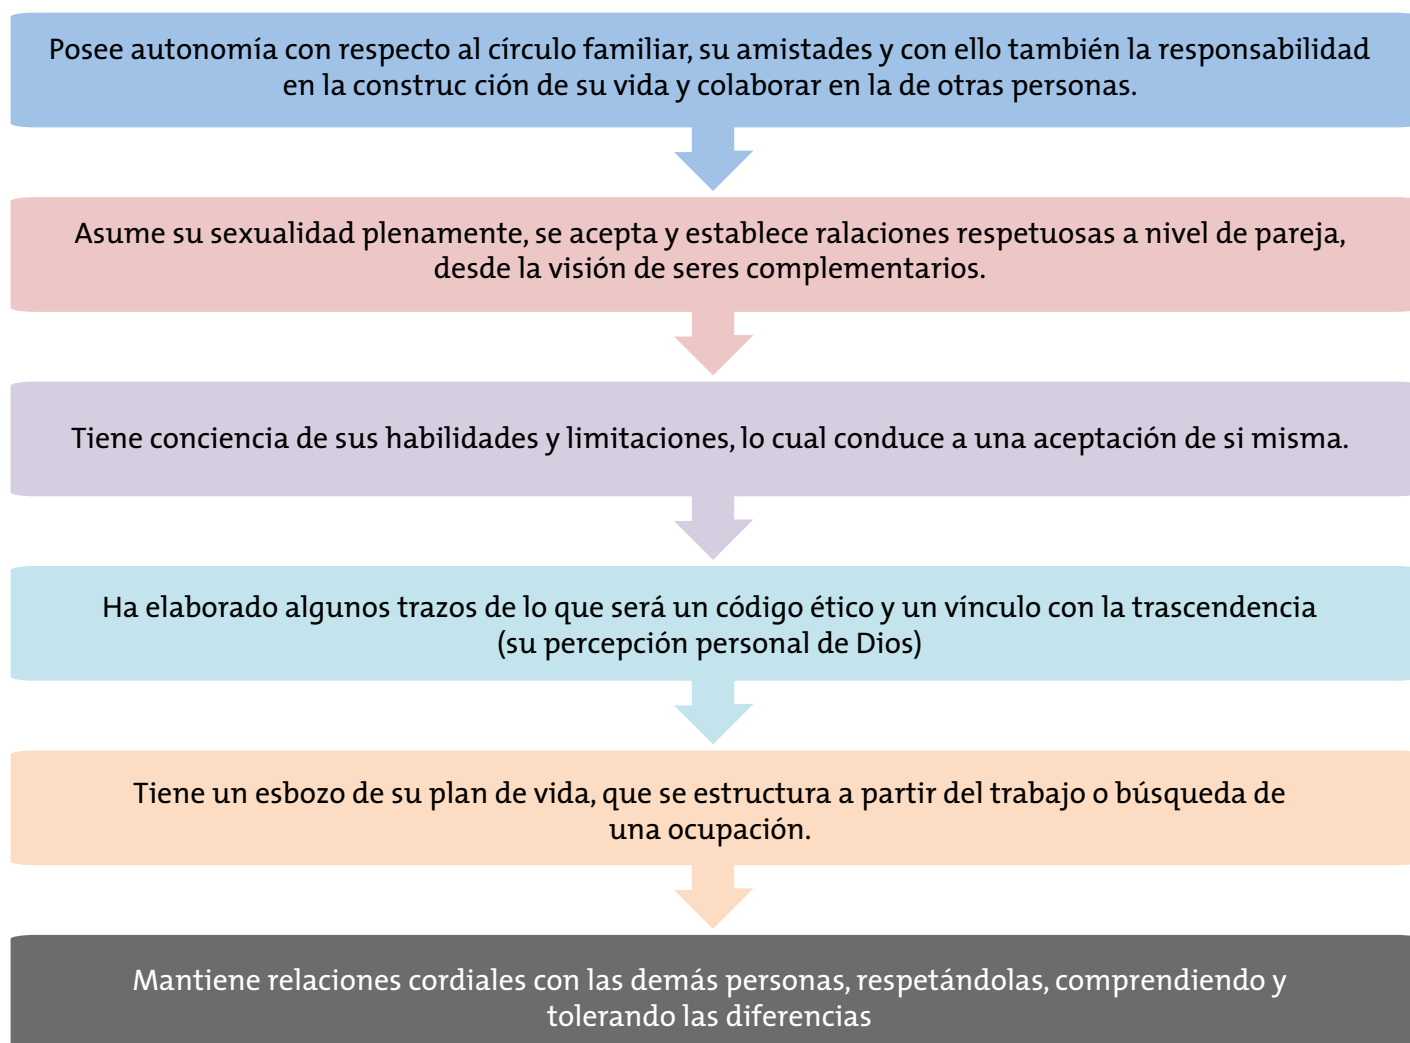 Posee autonomía con respecto al círculo familiar, su amistades y con ello también la responsabilidad
en la construc ción de su vida y colaborar en la de otras personas.
Asume su sexualidad plenamente, se acepta y establece ralaciones respetuosas a nivel de pareja,
desde la visión de seres complementarios.
Tiene conciencia de sus habilidades y limitaciones, lo cual conduce a una aceptación de si misma.
Ha elaborado algunos trazos de lo que será un código ético y un vínculo con la trascendencia
(su percepción personal de Dios)
Tiene un esbozo de su plan de vida, que se estructura a partir del trabajo o búsqueda de
una ocupación.
Mantiene relaciones cordiales con las demás personas, respetándolas, comprendiendo y
tolerando las diferencias